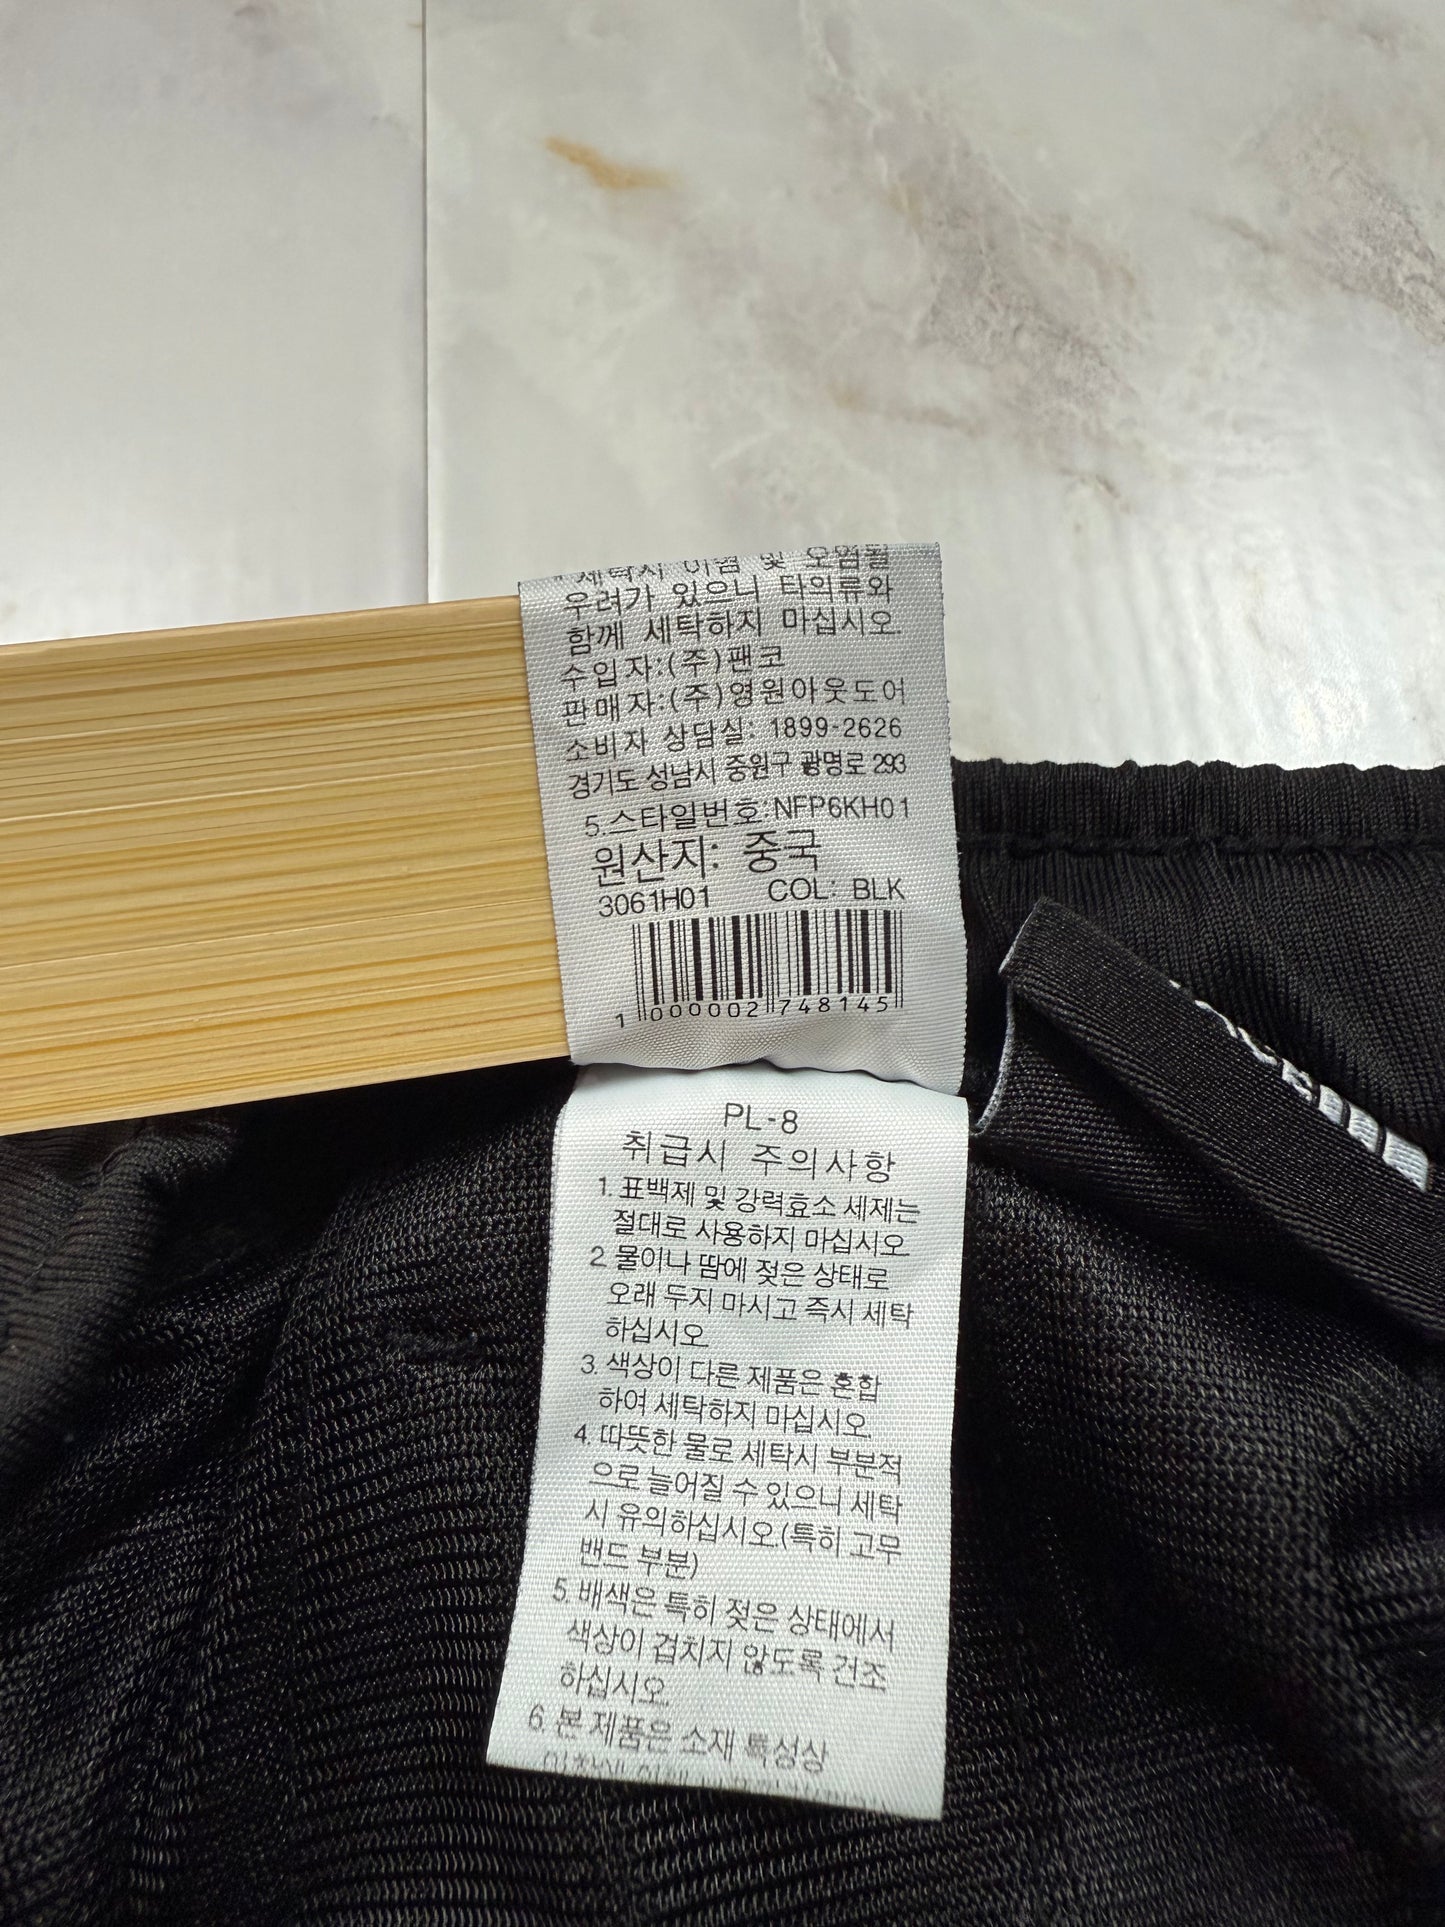 세탁시 이염 및 오염될
우려가 있으니 타의류와
함께 세탁하지 마십시오.
수입자:(주)팬코
판매자:(주)영원아웃도어
소비자 상담실: 1899-2626
경기도 성남시 중원구 광명로 293
5.스타일번호:NFP6KH01
원산지: 중국
3061H01 COL: BLK
1 000002 748145
PL-8
취급시 주의사항
1. 표백제 및 강력효소 세제는
절대로 사용하지 마십시오
2 물이나 땀에 젖은 상태로
오래 두지 마시고 즉시 세탁
하십시오.
3. 색상이 다른 제품은 혼합
하여 세탁하지 마십시오.
4. 따뜻한 물로 세탁시 부분적
으로 늘어질 수 있으니 세탁
시 유의하십시오.(특히 고무
밴드 부분)
5. 배색은 특히 젖은 상태에서
색상이 겹치지 않도록 건조
하십시오.
6. 본 제품은 소재 특성상